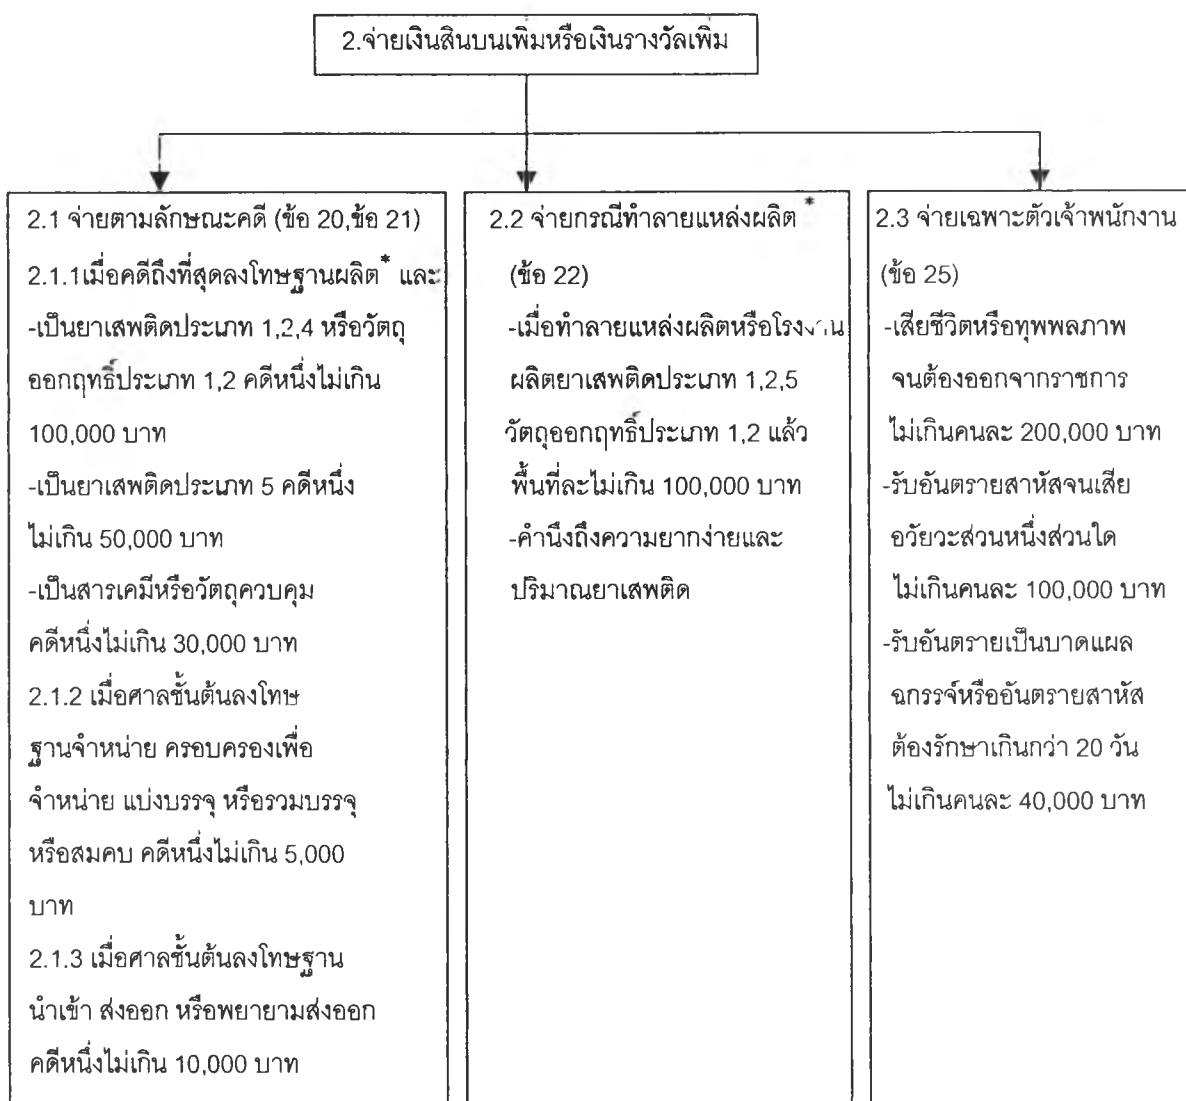 2.จ่ายเงินสินบนเพิ่มหรือเงินรางวัลเพิ่ม
2.1 จ่ายตามลักษณะคดี (ข้อ 20,ข้อ 21)
2.1.1เมื่อคดีถึงที่สุดลงโทษฐานผลิต* และ
-เป็นยาเสพติดประเภท 1,2,4 หรือวัตถุ
ออกฤทธิ์ประเภท 1,2 คดีหนึ่งไม่เกิน
100,000 บาท
-เป็นยาเสพติดประเภท 5 คดีหนึ่ง
ไม่เกิน 50,000 บาท
-เป็นสารเคมีหรือวัตถุควบคุม
คดีหนึ่งไม่เกิน 30,000 บาท
2.1.2 เมื่อศาลชั้นต้นลงโทษ
ฐานจำหน่าย ครอบครองเพื่อ
จำหน่าย แบ่งบรรจุ หรือรวมบรรจุ
หรือสมคบ คดีหนึ่งไม่เกิน 5,000
บาท
2.1.3 เมื่อศาลชั้นต้นลงโทษฐาน
นำเข้า ส่งออก หรือพยายามส่งออก
คดีหนึ่งไม่เกิน 10,000 บาท
2.2 จ่ายกรณีทำลายแหล่งผลิต*
(ข้อ 22)
-เมื่อทำลายแหล่งผลิตหรือโรงงาน
ผลิตยาเสพติดประเภท 1,2,5
วัตถุออกฤทธิ์ประเภท 1,2 แล้ว
พื้นที่ละไม่เกิน 100,000 บาท
-คำนึงถึงความยากง่ายและ
ปริมาณยาเสพติด
2.3 จ่ายเฉพาะตัวเจ้าพนักงาน
(ข้อ 25)
-เสียชีวิตหรือทุพพลภาพ
จนต้องออกจากราชการ
ไม่เกินคนละ 200,000 บาท
-รับอันตรายสาหัสจนเสีย
อวัยวะส่วนหนึ่งส่วนใด
ไม่เกินคนละ 100,000 บาท
-รับอันตรายเป็นบาดแผล
ฉกรรจ์หรืออันตรายสาหัส
ต้องรักษาเกินกว่า 20 วัน
ไม่เกินคนละ 40,000 บาท